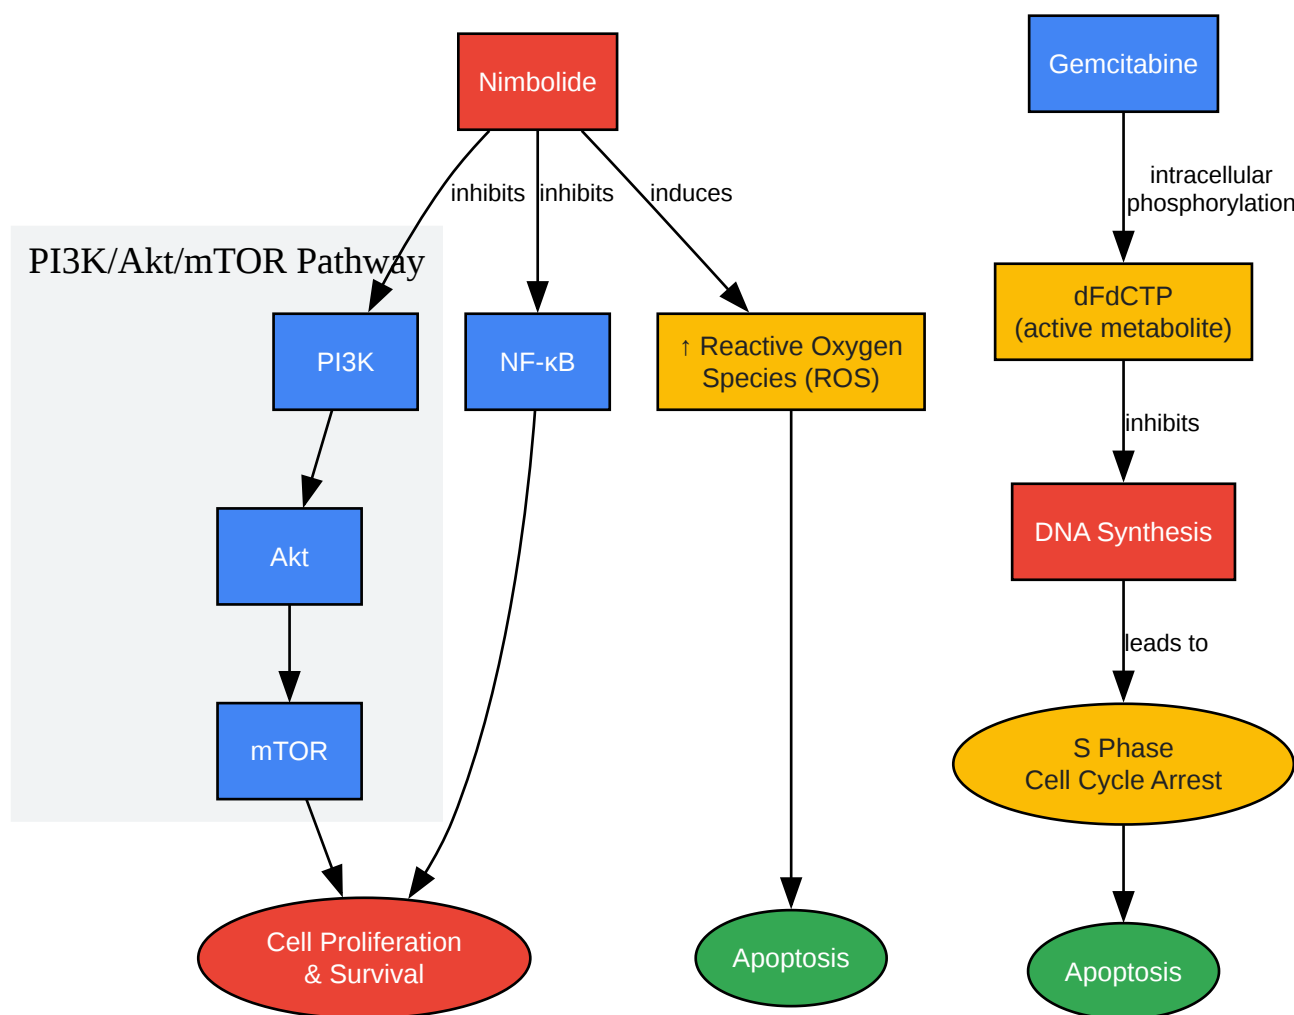 Nimbolide
Gemcitabine
inhibits
inhibits
induces
intracellular
phosphorylation
PI3K/Akt/mTOR Pathway
PI3K
NF-κB
↑ Reactive Oxygen
Species (ROS)
dFdCTP
(active metabolite)
inhibits
Akt
DNA Synthesis
leads to
mTOR
S Phase
Cell Cycle Arrest
Cell Proliferation
& Survival
Apoptosis
Apoptosis